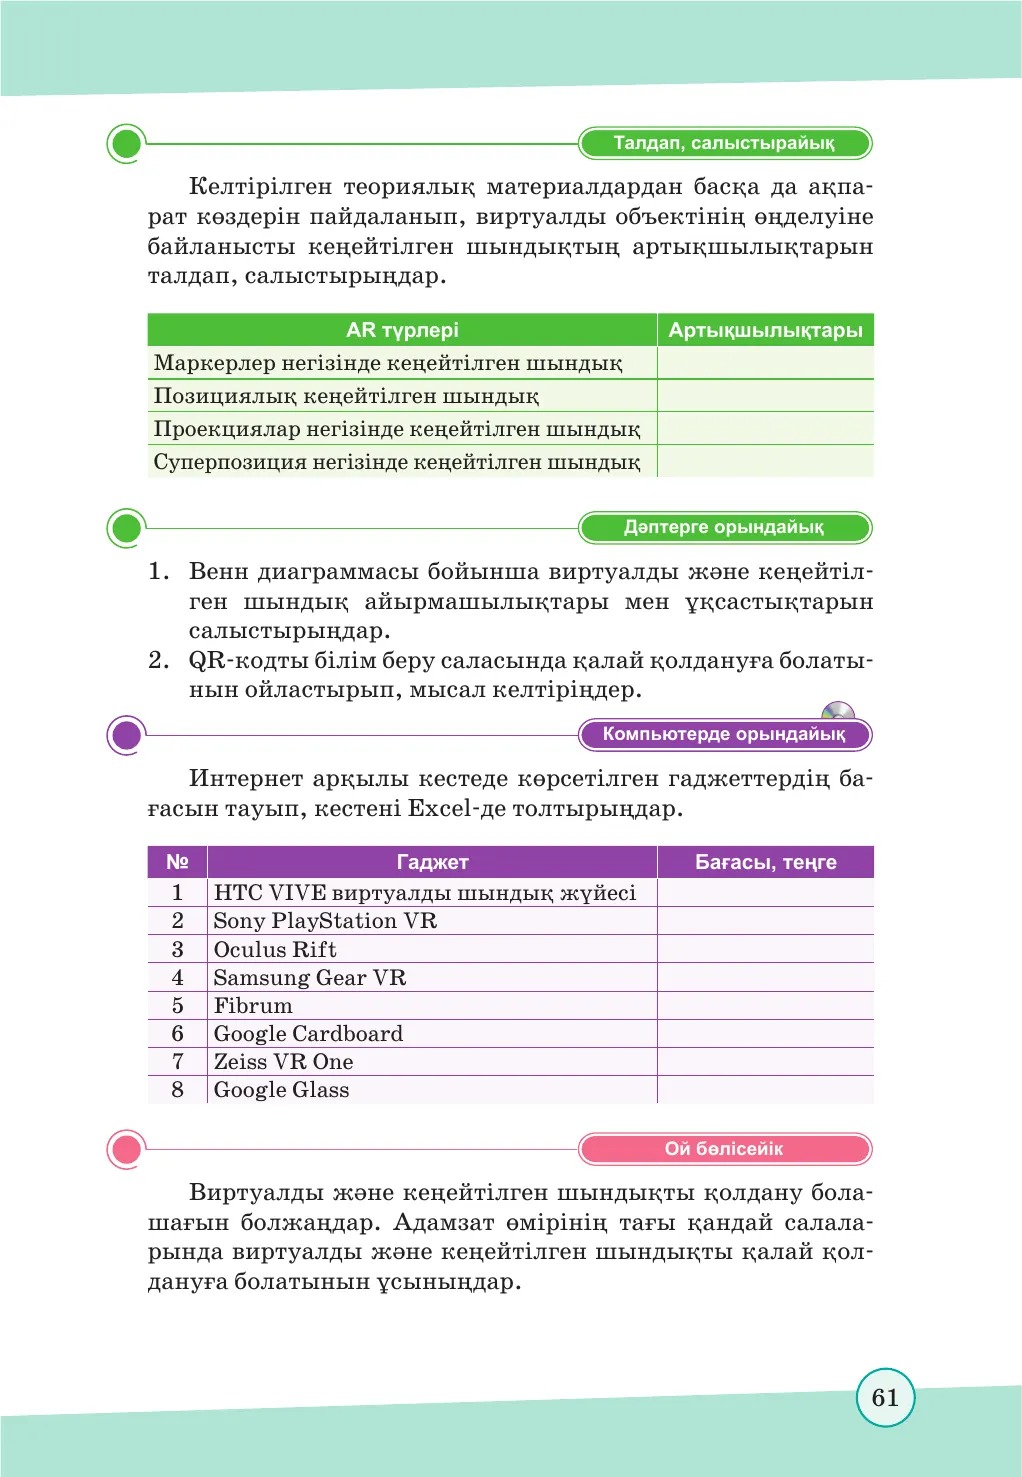 Талдап, салыстырайық
Келтірілген теориялық материалдардан басқа да ақпа-
рат көздерін пайдаланып, виртуалды объектінің өңделуіне
байланысты кеңейтілген шындықтың артықшылықтарын
талдап, салыстырыңдар.
AR түрлері Артықшылықтары
Маркерлер негізінде кеңейтілген шындық
Позициялық кеңейтілген шындық
Проекциялар негізінде кеңейтілген шындық
Суперпозиция негізінде кеңейтілген шындық
Дәптерге орындайық
1. Венн диаграммасы бойынша виртуалды және кеңейтіл-
ген шындық айырмашылықтары мен ұқсастықтарын
салыстырыңдар.
2. QR-кодты білім беру саласында қалай қолдануға болаты-
нын ойластырып, мысал келтіріңдер.
Компьютерде орындайық
Интернет арқылы кестеде көрсетілген гаджеттердің ба-
ғасын тауып, кестені Excel-де толтырыңдар.
№ Гаджет Бағасы, теңге
1 HTC VIVE виртуалды шындық жүйесі
2 Sony PlayStation VR
3 Oculus Rift
4 Samsung Gear VR
5 Fibrum
6 Google Cardboard
7 Zeiss VR One
8 Google Glass
Ой бөлісейік
Виртуалды және кеңейтілген шындықты қолдану бола-
шағын болжаңдар. Адамзат өмірінің тағы қандай салала-
рында виртуалды және кеңейтілген шындықты қалай қол-
дануға болатынын ұсыныңдар.
61